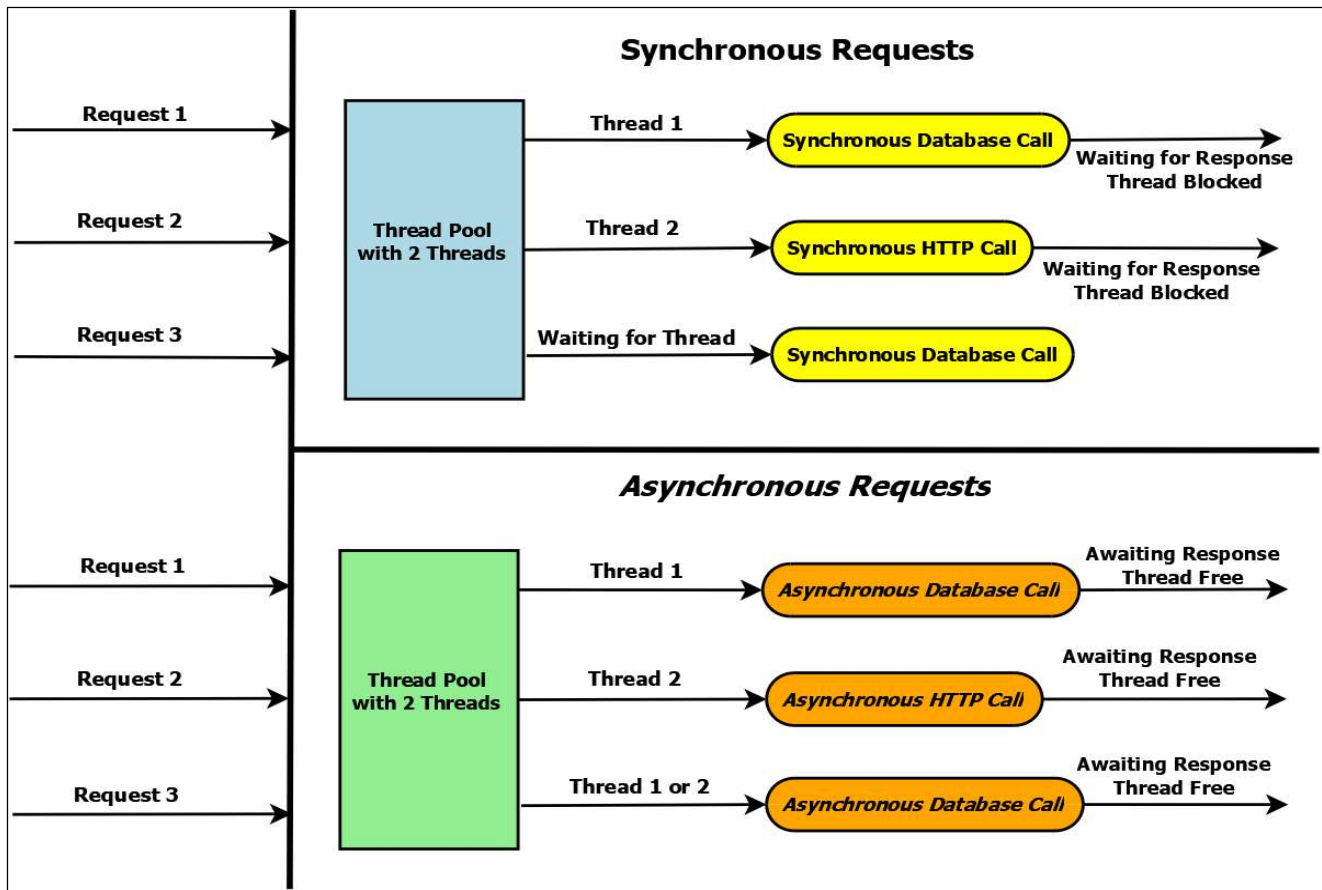 Synchronous Requests
Request 1
Thread 1
Synchronous Database Call
Waiting for Response
Thread Blocked
Request 2
Thread Pool
with 2 Threads
Thread 2
Synchronous HTTP Call
Waiting for Response
Thread Blocked
Request 3
Waiting for Thread
Synchronous Database Call
Asynchronous Requests
Request 1
Thread 1
Asynchronous Database Call
Awaiting Response
Thread Free
Request 2
Thread Pool
with 2 Threads
Thread 2
Asynchronous HTTP Call
Awaiting Response
Thread Free
Request 3
Thread 1 or 2
Asynchronous Database Call
Awaiting Response
Thread Free